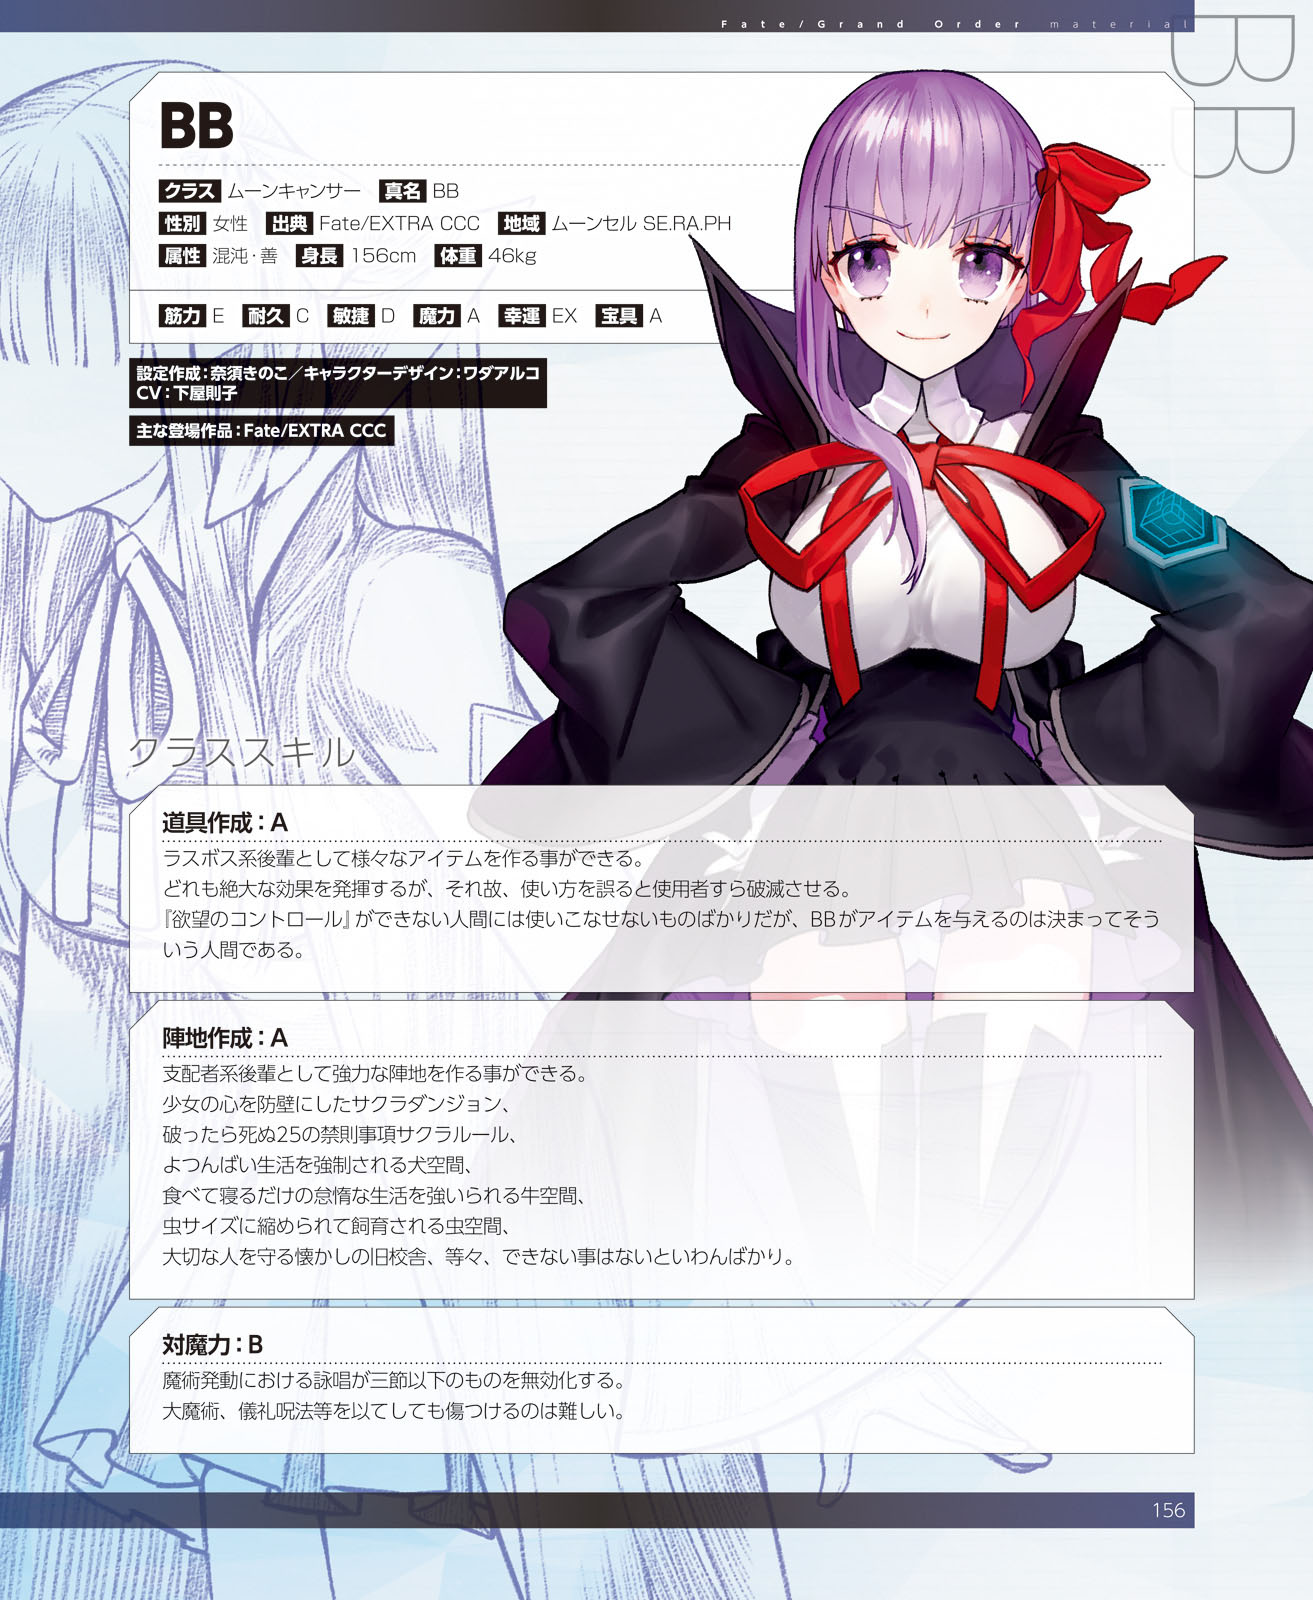 Fate/Grand Order material
BB
BB
クラス ムーンキャンサー 真名 BB
性別 女性 出典 Fate/EXTRA CCC 地域 ムーンセル SE.RA.PH
属性 混沌・善 身長 156cm 体重 46kg
筋力 E 耐久 C 敏捷 D 魔力 A 幸運 EX 宝具 A
設定作成：奈須きのこ／キャラクターデザイン：ワダアルコ
CV：下屋則子
主な登場作品：Fate/EXTRA CCC
クラススキル
道具作成：A
ラスボス系後輩として様々なアイテムを作る事ができる。
どれも絶大な効果を発揮するが、それ故、使い方を誤ると使用者すら破滅させる。
『欲望のコントロール』ができない人間には使いこなせないものばかりだが、BBがアイテムを与えるのは決まってそう
いう人間である。
陣地作成：A
支配者系後輩として強力な陣地を作る事ができる。
少女の心を防壁にしたサクラダンジョン、
破ったら死ぬ25の禁則事項サクラルール、
よつんばい生活を強制される犬空間、
食べて寝るだけの怠惰な生活を強いられる牛空間、
虫サイズに縮められて飼育される虫空間、
大切な人を守る懐かしの旧校舎、等々、できない事はないといわんばかり。
対魔力：B
魔術発動における詠唱が三節以下のものを無効化する。
大魔術、儀礼呪法等を以てしても傷つけるのは難しい。
156